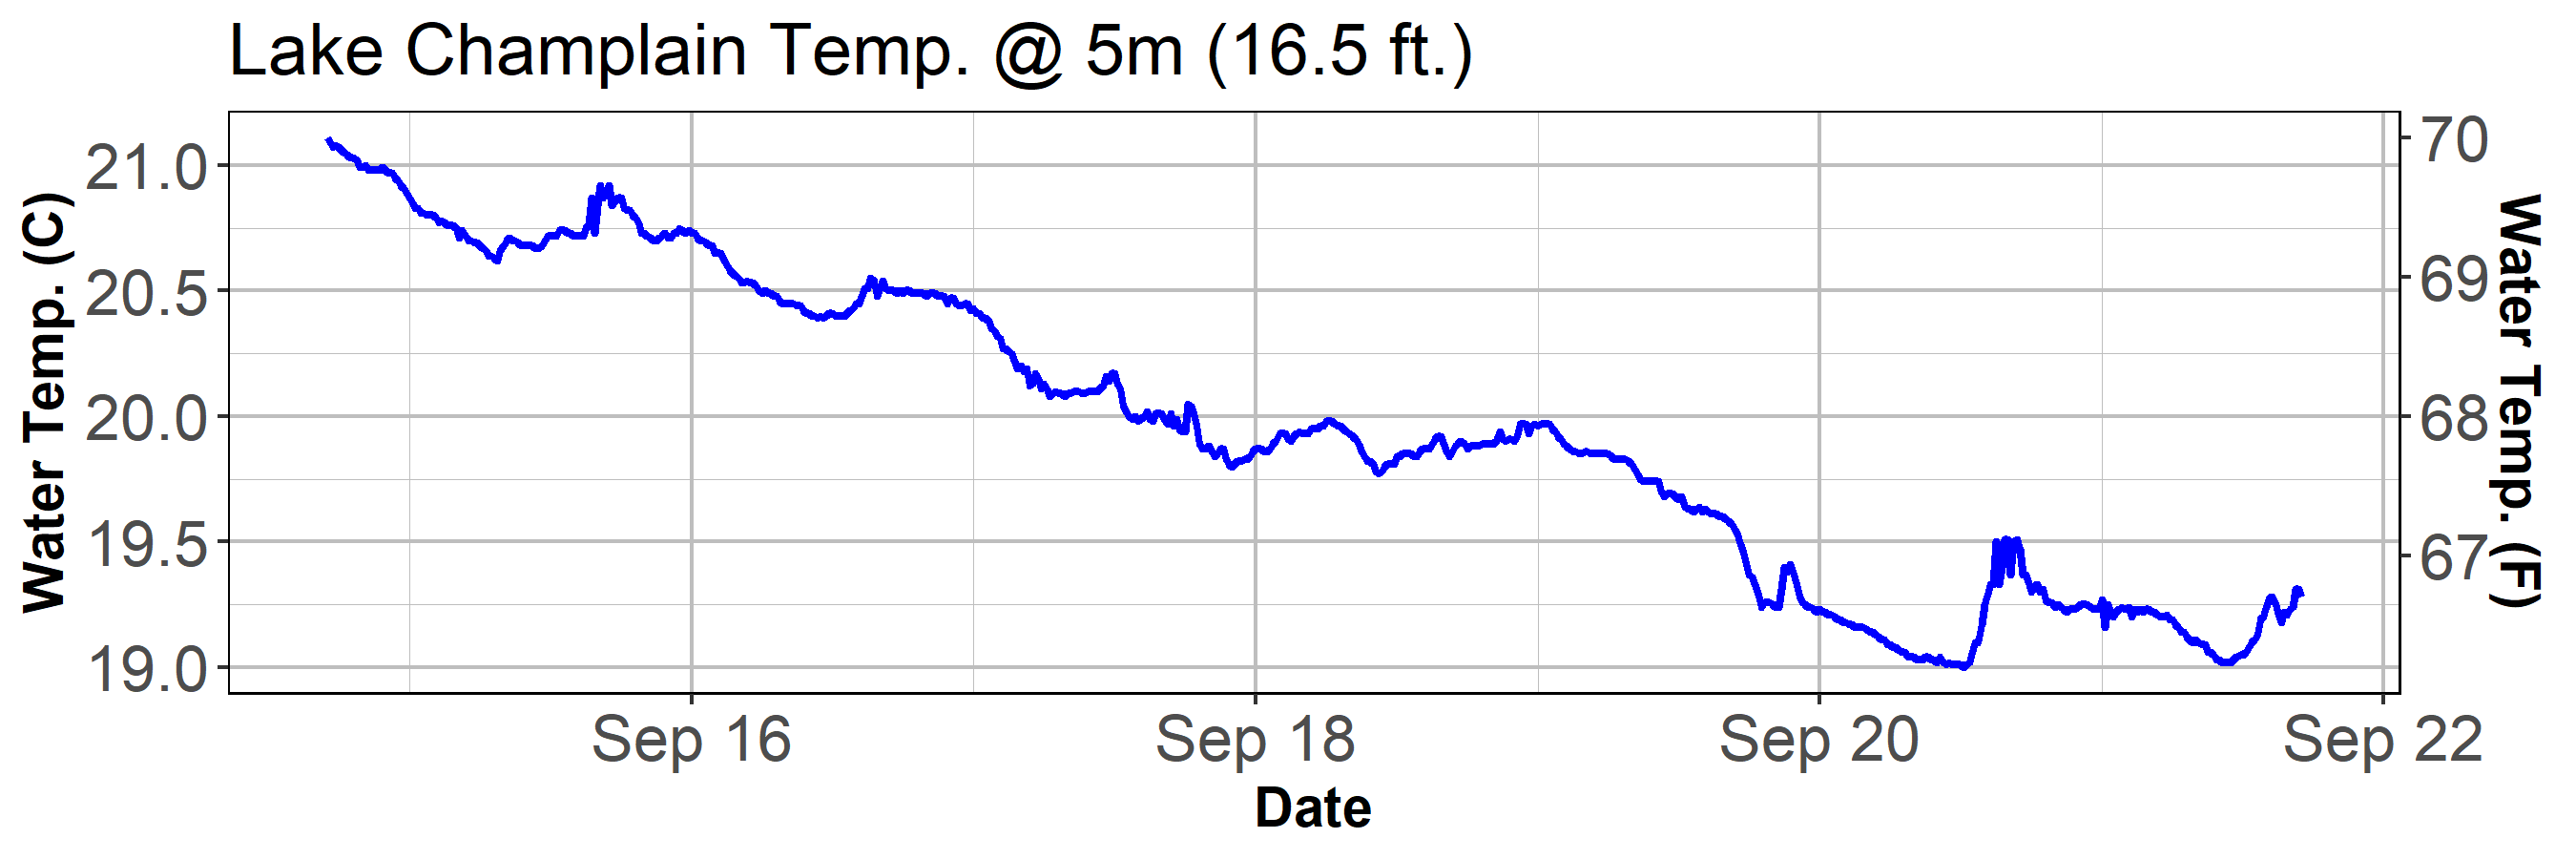 Lake Champlain Temp. @ 5m (16.5 ft.)
Water Temp. (C)
21.0
20.5
20.0
19.5
19.0
70
69
68
67
Water Temp. (F)
Sep 16
Sep 18
Sep 20
Sep 22
Date